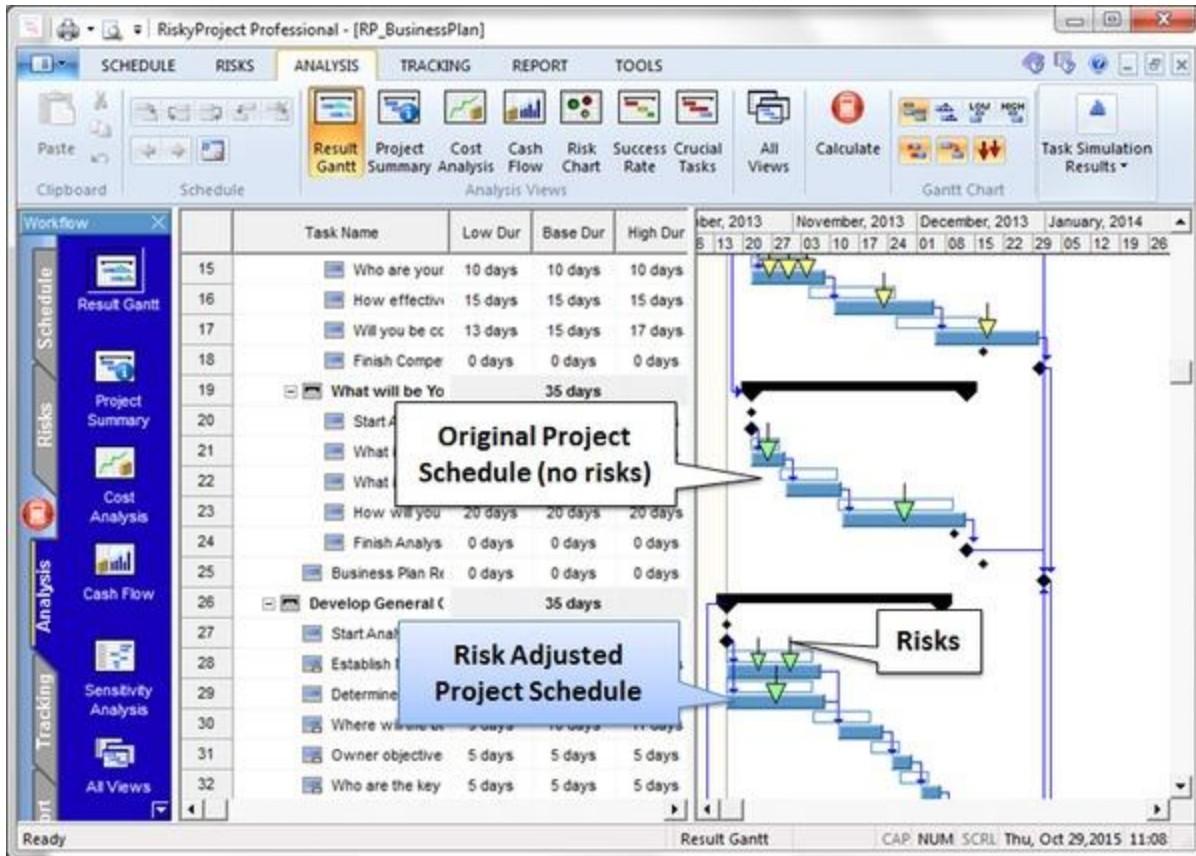 RiskyProject Professional - [RP_BusinessPlan]
SCHEDULE RISKS ANALYSIS TRACKING REPORT TOOLS
Paste
Result Gantt
Project Summary
Cost Analysis
Cash Flow
Risk Chart
Success Rate
Crucial Tasks
All Views
Calculate
LOW HIGH
Task Simulation Results
Clipboard Schedule Analysis Views Gantt Chart
Workflow
Schedule
Risks
Analysis
Tracking
Result Gantt
Project Summary
Cost Analysis
Cash Flow
Sensitivity Analysis
All Views
Task Name Low Dur Base Dur High Dur
ber, 2013 November, 2013 December, 2013 January, 2014
6 13 20 27 03 10 17 24 01 08 15 22 29 05 12 19 26
15 Who are your 10 days 10 days 10 days
16 How effectiv 15 days 15 days 15 days
17 Will you be cc 13 days 15 days 17 days
18 Finish Compe 0 days 0 days 0 days
19 What will be Yo 35 days
20 Start A
21 What
22 What
23 How will you 20 days 20 days 20 days
24 Finish Analys 0 days 0 days 0 days
25 Business Plan Re 0 days 0 days 0 days
26 Develop General ( 35 days
27 Start Anal
28 Establish
29 Determine
30 Where will
31 Owner objective 5 days 5 days 5 days
32 Who are the key 5 days 5 days 5 days
Original Project
Schedule (no risks)
Risk Adjusted
Project Schedule
Risks
Ready Result Gantt CAP NUM SCRL Thu, Oct 29,2015 11:08